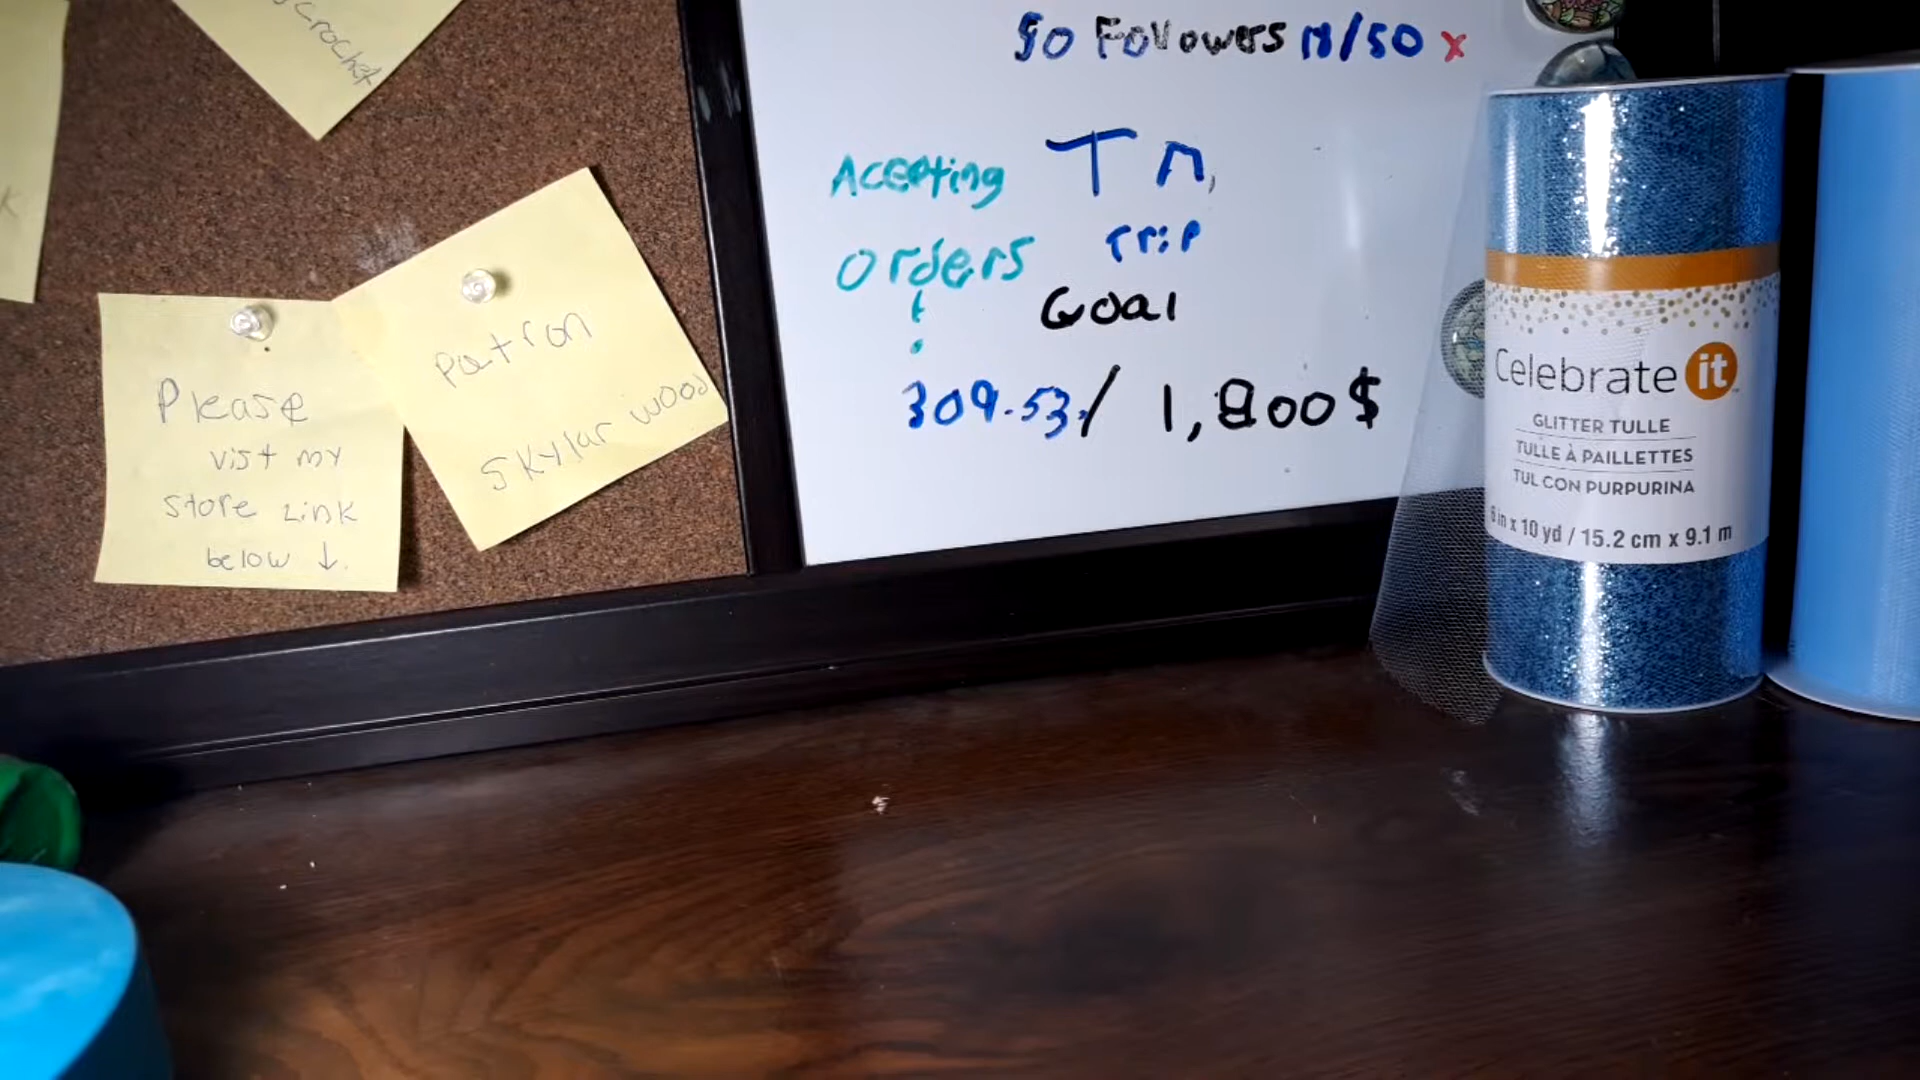 crochet
K
Please
vist my
store Link
below ↓.
patron
skylar wood
50 Followers 18/50 x
Acepting
orders
: )
Trip
Goal
309.53 / 1,800$
Celebrate it
GLITTER TULLE
TULLE À PAILLETTES
TUL CON PURPURINA
6 in x 10 yd / 15.2 cm x 9.1 m